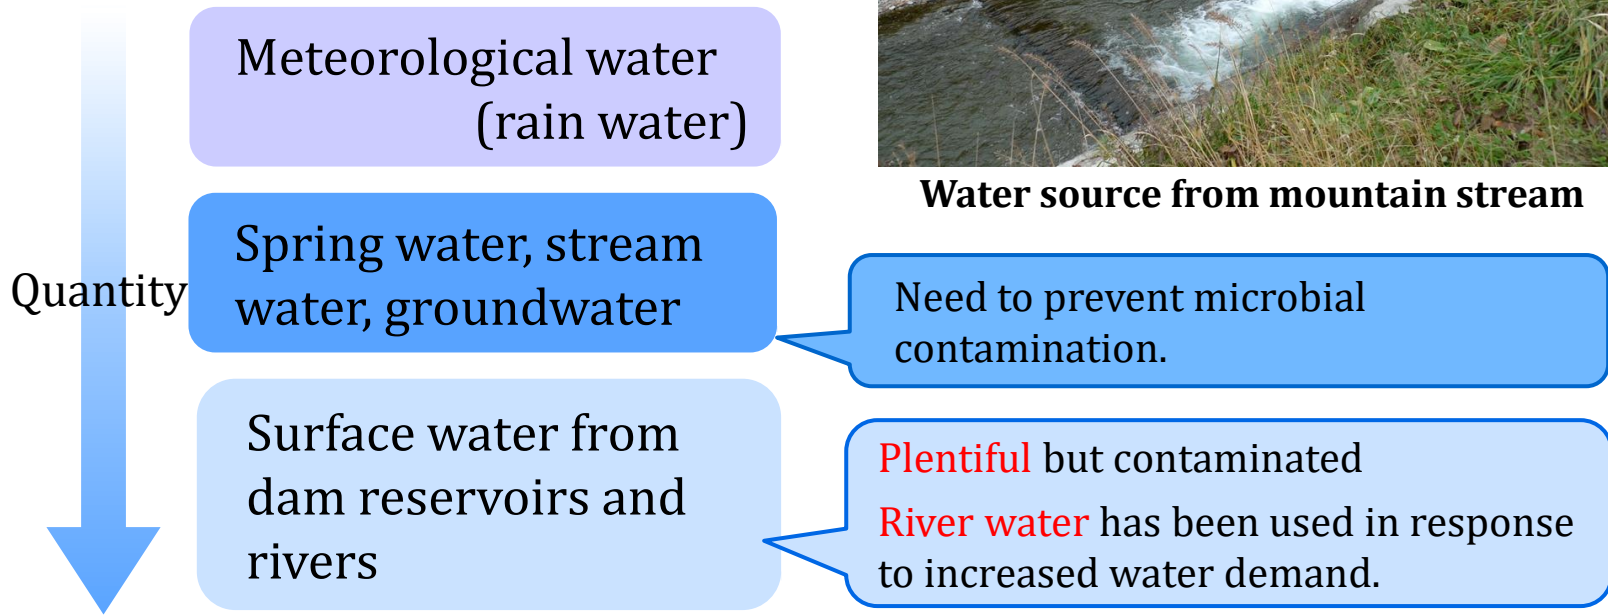 Meteorological water
(rain water)
Water source from mountain stream
Quantity
Spring water, stream
water, groundwater
Need to prevent microbial
contamination.
Surface water from
dam reservoirs and
rivers
Plentiful but contaminated
River water has been used in response
to increased water demand.